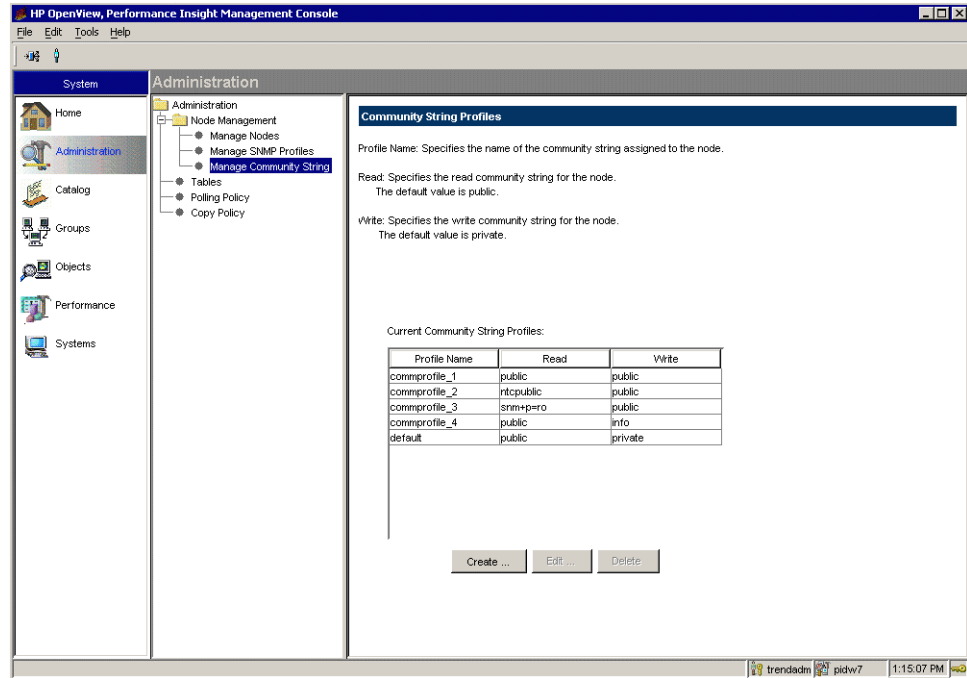 HP OpenView, Performance Insight Management Console
File Edit Tools Help
System
Administration
Home
Administration
Catalog
Groups
Objects
Performance
Systems
Administration
Node Management
Manage Nodes
Manage SNMP Profiles
Manage Community String
Tables
Polling Policy
Copy Policy
Community String Profiles
Profile Name: Specifies the name of the community string assigned to the node.
Read: Specifies the read community string for the node.
The default value is public.
Write: Specifies the write community string for the node.
The default value is private.
Current Community String Profiles:
Profile Name Read Write
commprofile_1 public public
commprofile_2 ntcpublic public
commprofile_3 snm+p=ro public
commprofile_4 public info
default public private
Create ... Edit ... Delete
trendadm pidw7 1:15:07 PM